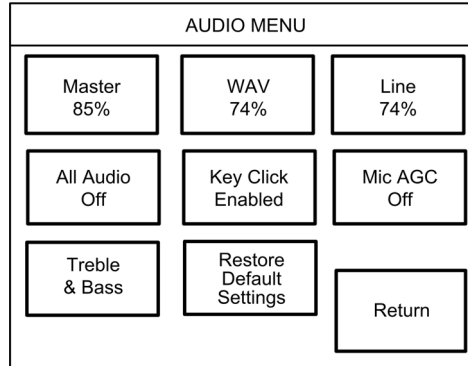 AUDIO MENU
Master
85%
WAV
74%
Line
74%
All Audio
Off
Key Click
Enabled
Mic AGC
Off
Treble
& Bass
Restore
Default
Settings
Return